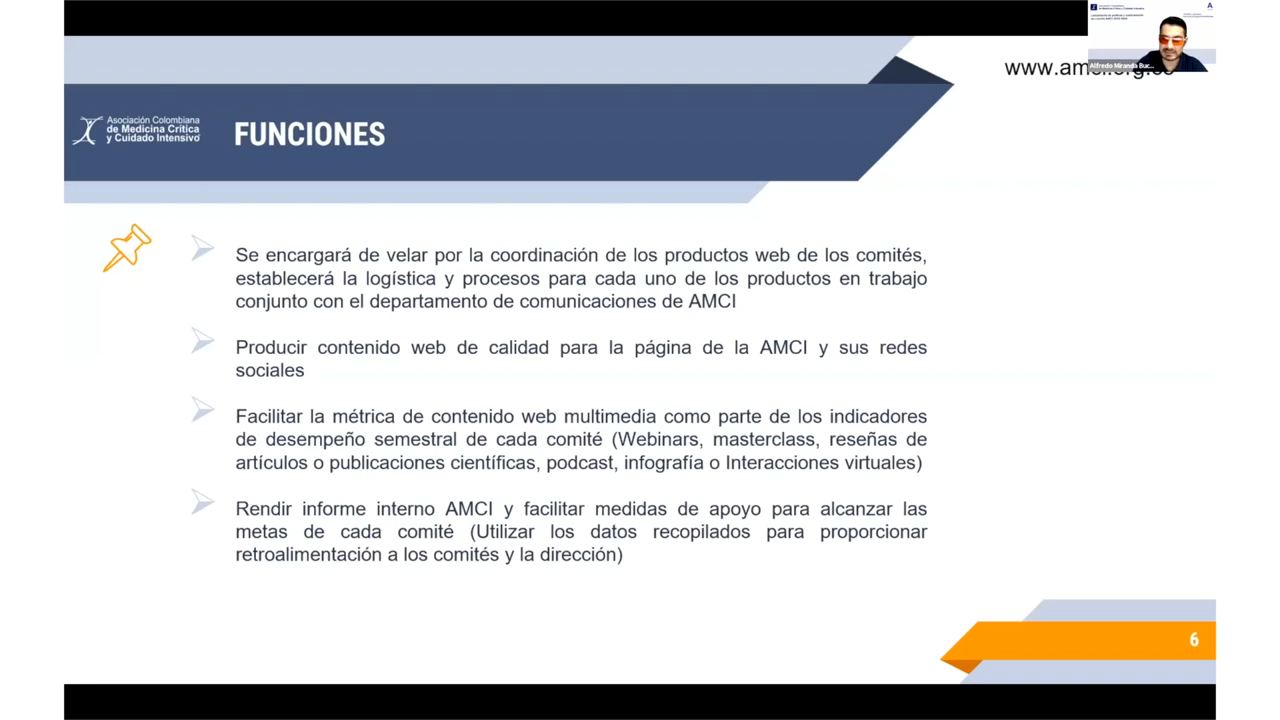 www.amci.org.co
Alfredo Miranda Buc...
Asociación Colombiana
de Medicina Crítica
y Cuidado Intensivo
FUNCIONES
Se encargará de velar por la coordinación de los productos web de los comités,
establecerá la logística y procesos para cada uno de los productos en trabajo
conjunto con el departamento de comunicaciones de AMCI
Producir contenido web de calidad para la página de la AMCI y sus redes
sociales
Facilitar la métrica de contenido web multimedia como parte de los indicadores
de desempeño semestral de cada comité (Webinars, masterclass, reseñas de
artículos o publicaciones científicas, podcast, infografía o Interacciones virtuales)
Rendir informe interno AMCI y facilitar medidas de apoyo para alcanzar las
metas de cada comité (Utilizar los datos recopilados para proporcionar
retroalimentación a los comités y la dirección)
6